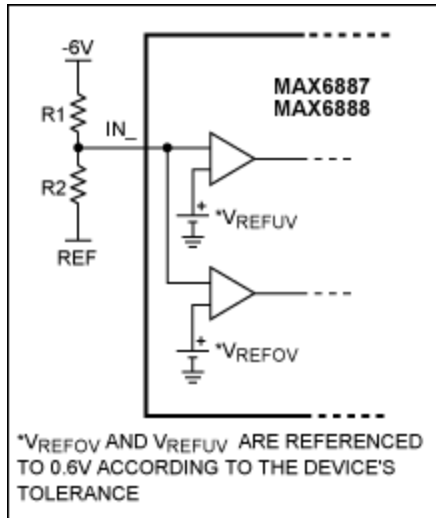 -6V
MAX6887
MAX6888
R1
IN_
R2
+
*VREFUV
REF
+
*VREFOV
*VREFOV AND VREFUV ARE REFERENCED
TO 0.6V ACCORDING TO THE DEVICE'S
TOLERANCE